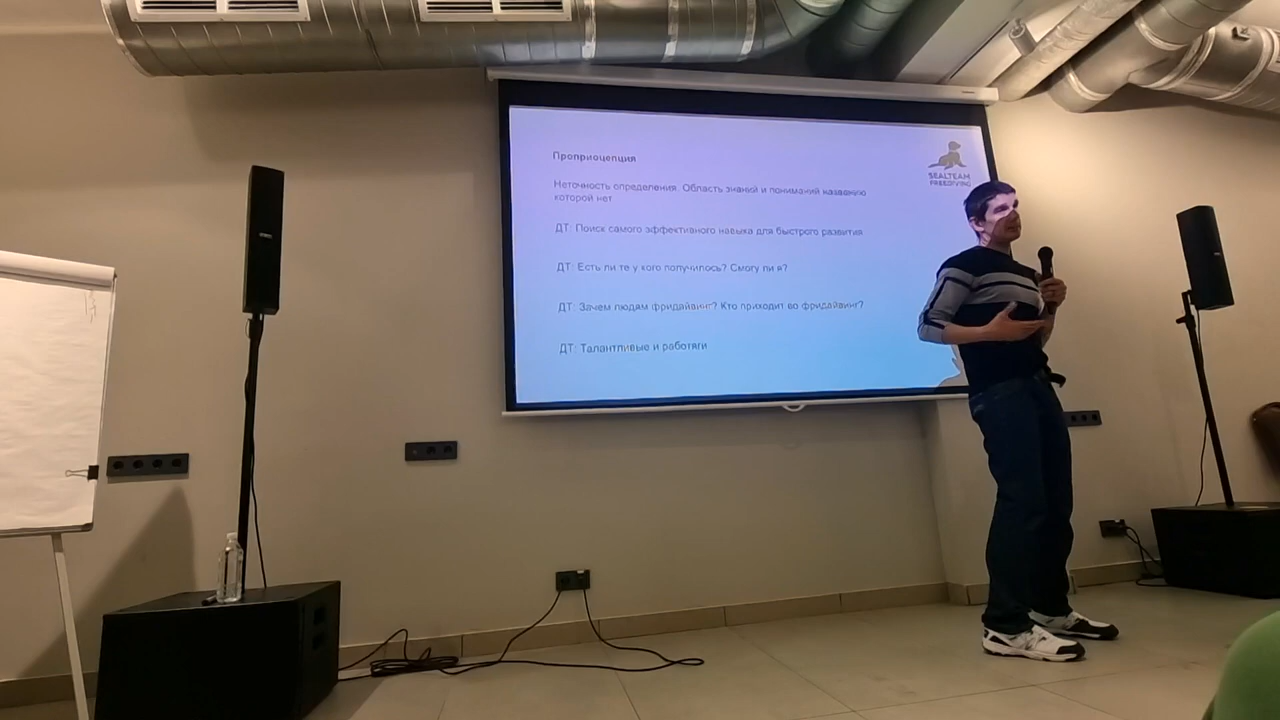 Проприоцепция
Неточность определения. Область знаний и пониманий названию
которой нет
ДТ: Поиск самого эффективного навыка для быстрого развития
ДТ: Есть ли те у кого получилось? Смогу ли я?
ДТ: Зачем людям фридайвинг? Кто приходит во фридайвинг?
ДТ: Талантливые и работяги
SEALTEAM
FREEDIVING